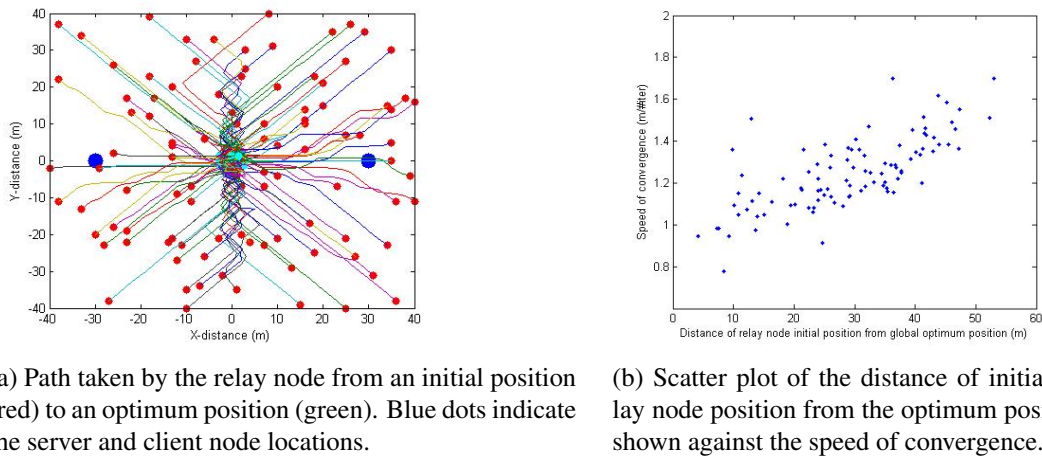 40
30
20
10
0
-10
-20
-30
-40
Y-distance (m)
-40 -30 -20 -10 0 10 20 30 40
X-distance (m)
2
1.8
1.6
1.4
1.2
1
0.8
Speed of convergence (m/#iter)
0 10 20 30 40 50 60
Distance of relay node initial position from global optimum position (m)
a) Path taken by the relay node from an initial position
red) to an optimum position (green). Blue dots indicate
he server and client node locations.
(b) Scatter plot of the distance of initia
lay node position from the optimum posi
shown against the speed of convergence.